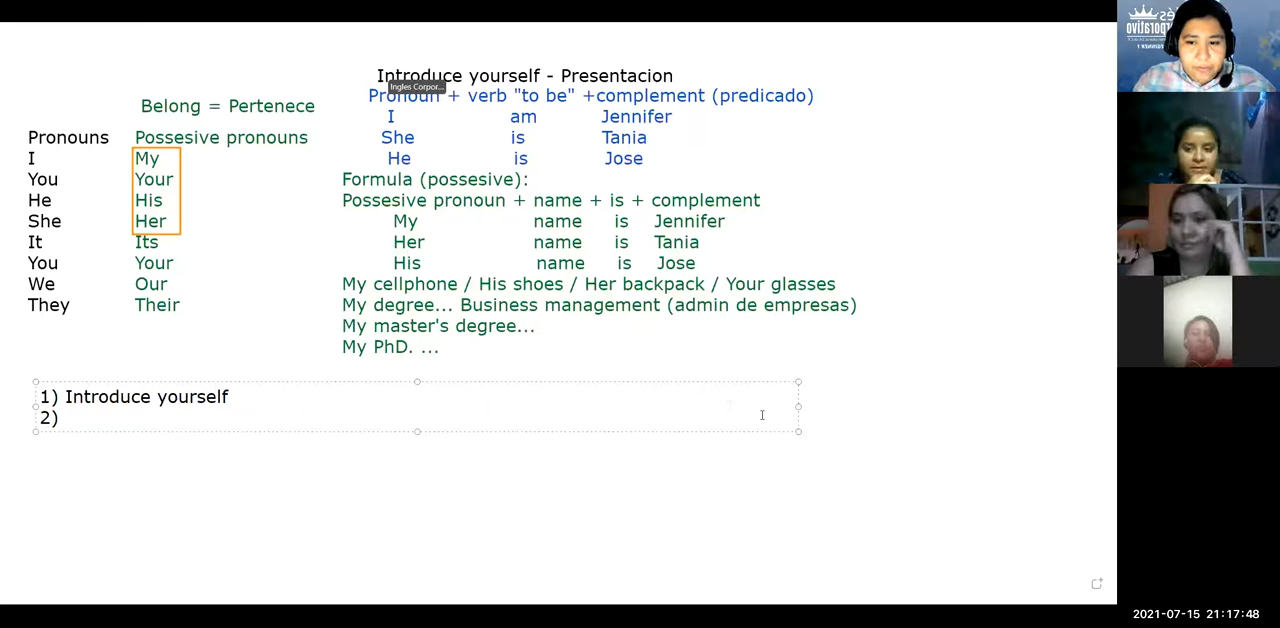 Introduce yourself - Presentacion
Ingles Corpor...
Pronoun + verb "to be" +complement (predicado)
I am Jennifer
She is Tania
He is Jose
Belong = Pertenece
Pronouns Possesive pronouns
I My
You Your
He His
She Her
It Its
You Your
We Our
They Their
Formula (possesive):
Possesive pronoun + name + is + complement
My name is Jennifer
Her name is Tania
His name is Jose
My cellphone / His shoes / Her backpack / Your glasses
My degree... Business management (admin de empresas)
My master's degree...
My PhD. ...
1) Introduce yourself
2)
2021-07-15 21:17:48